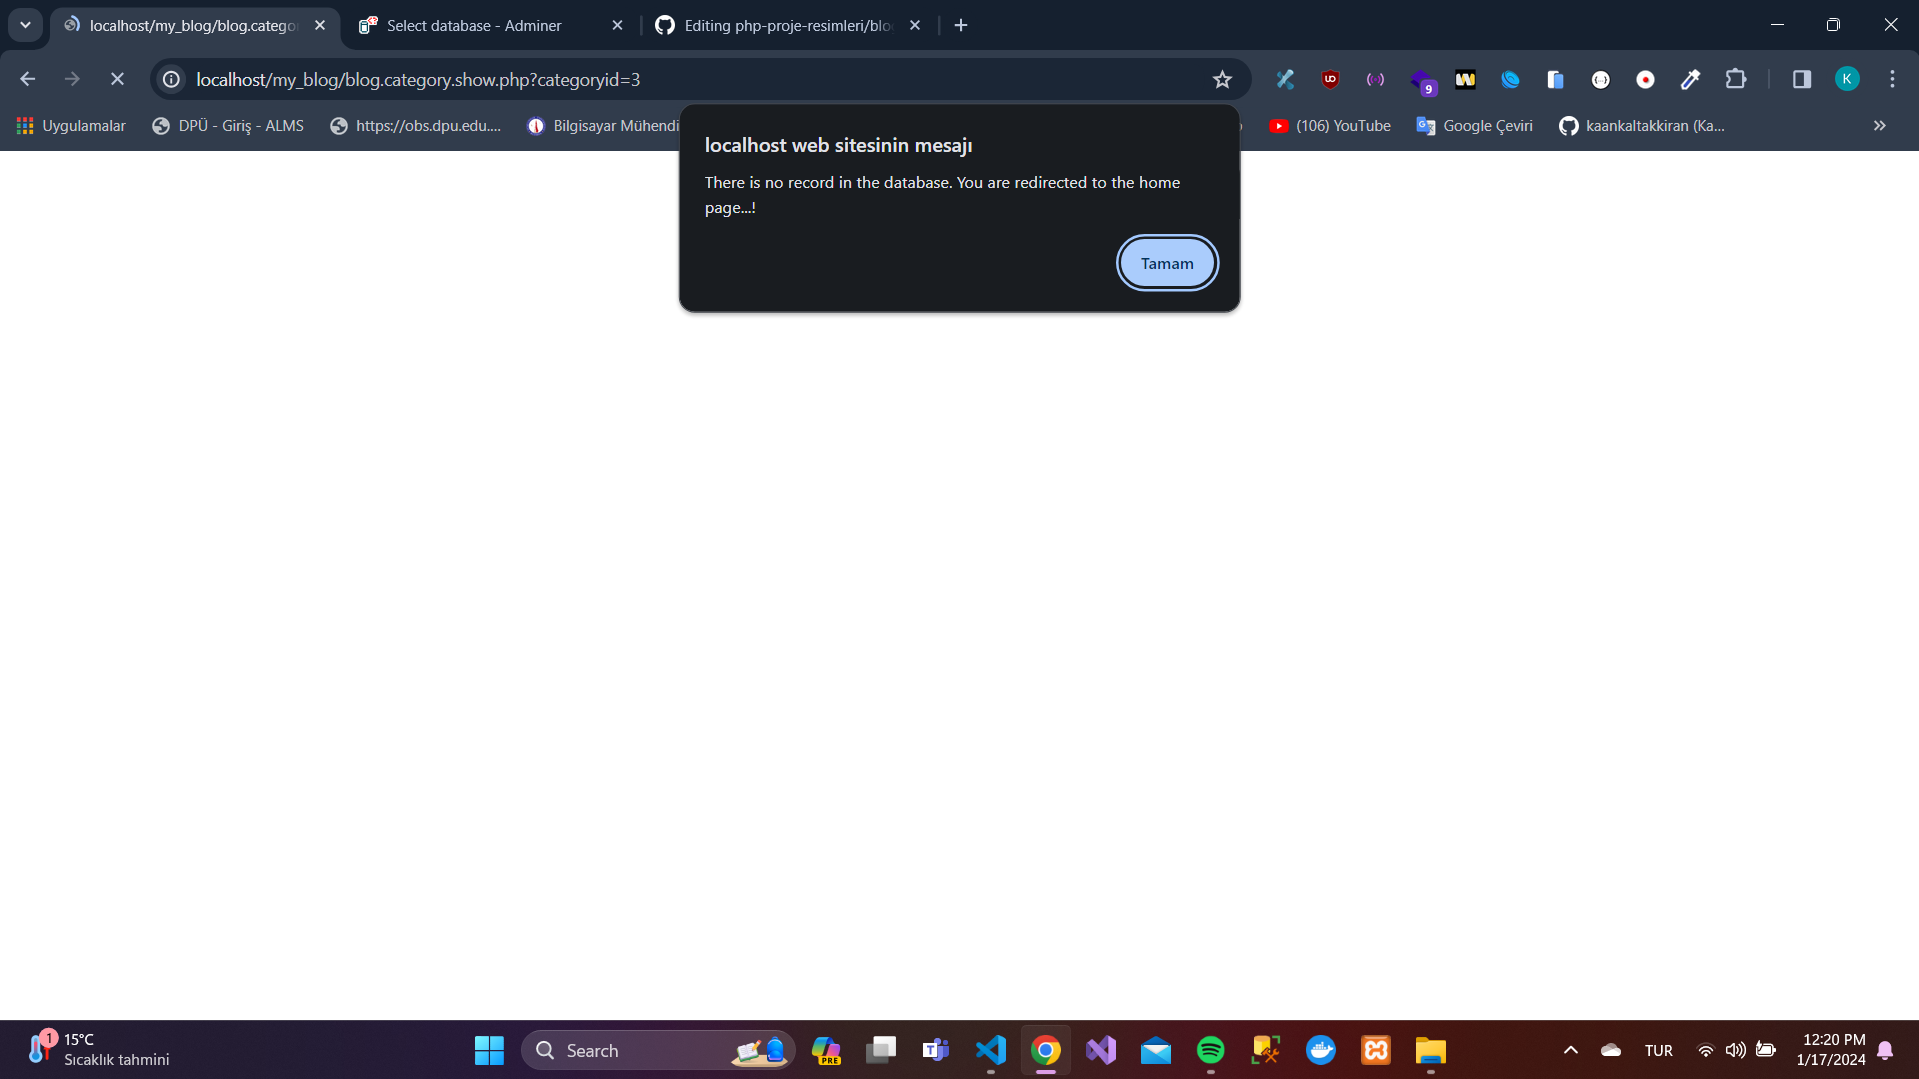 localhost/my_blog/blog.catego
Select database - Adminer
Editing php-proje-resimleri/blo
localhost/my_blog/blog.category.show.php?categoryid=3
9
K
Uygulamalar
DPÜ - Giriş - ALMS
https://obs.dpu.edu....
Bilgisayar Mühendi
(106) YouTube
Google Çeviri
kaankaltakkiran (Ka...
localhost web sitesinin mesajı
There is no record in the database. You are redirected to the home
page...!
Tamam
1
15°C
Sıcaklık tahmini
Search
PRE
TUR
12:20 PM
1/17/2024